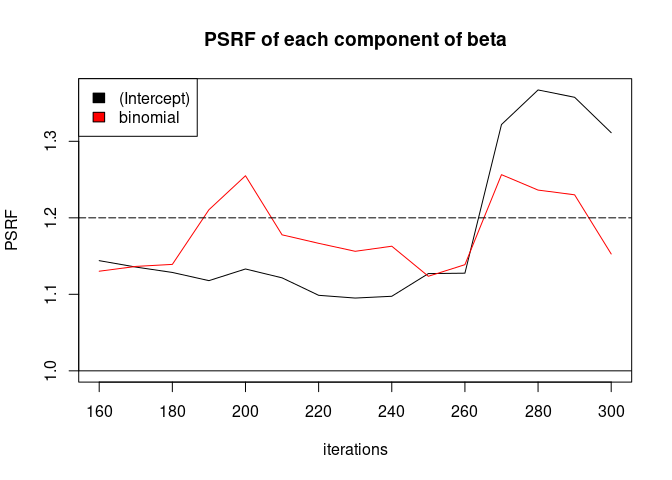 PSRF of each component of beta
(Intercept)
binomial
PSRF
1.3
1.2
1.1
1.0
160 180 200 220 240 260 280 300
iterations